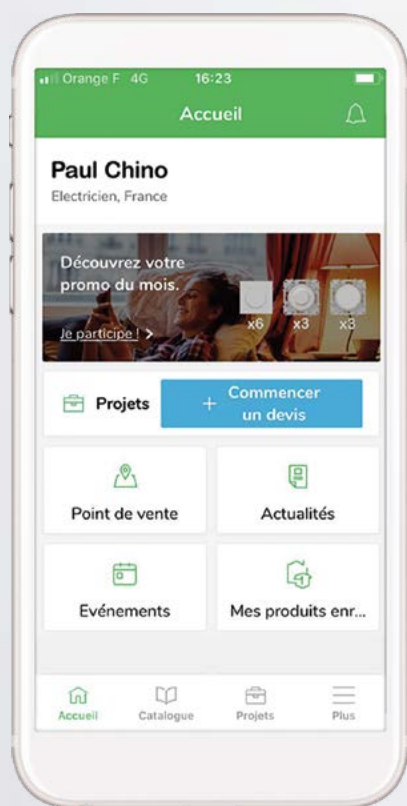 Orange F 4G 16:23
Accueil
Paul Chino
Electricien, France
Découvrez votre
promo du mois.
x6 x3 x3
Je participe ! >
Projets
+ Commencer
un devis
Point de vente
Actualités
Evénements
Mes produits enr...
Accueil Catalogue Projets Plus